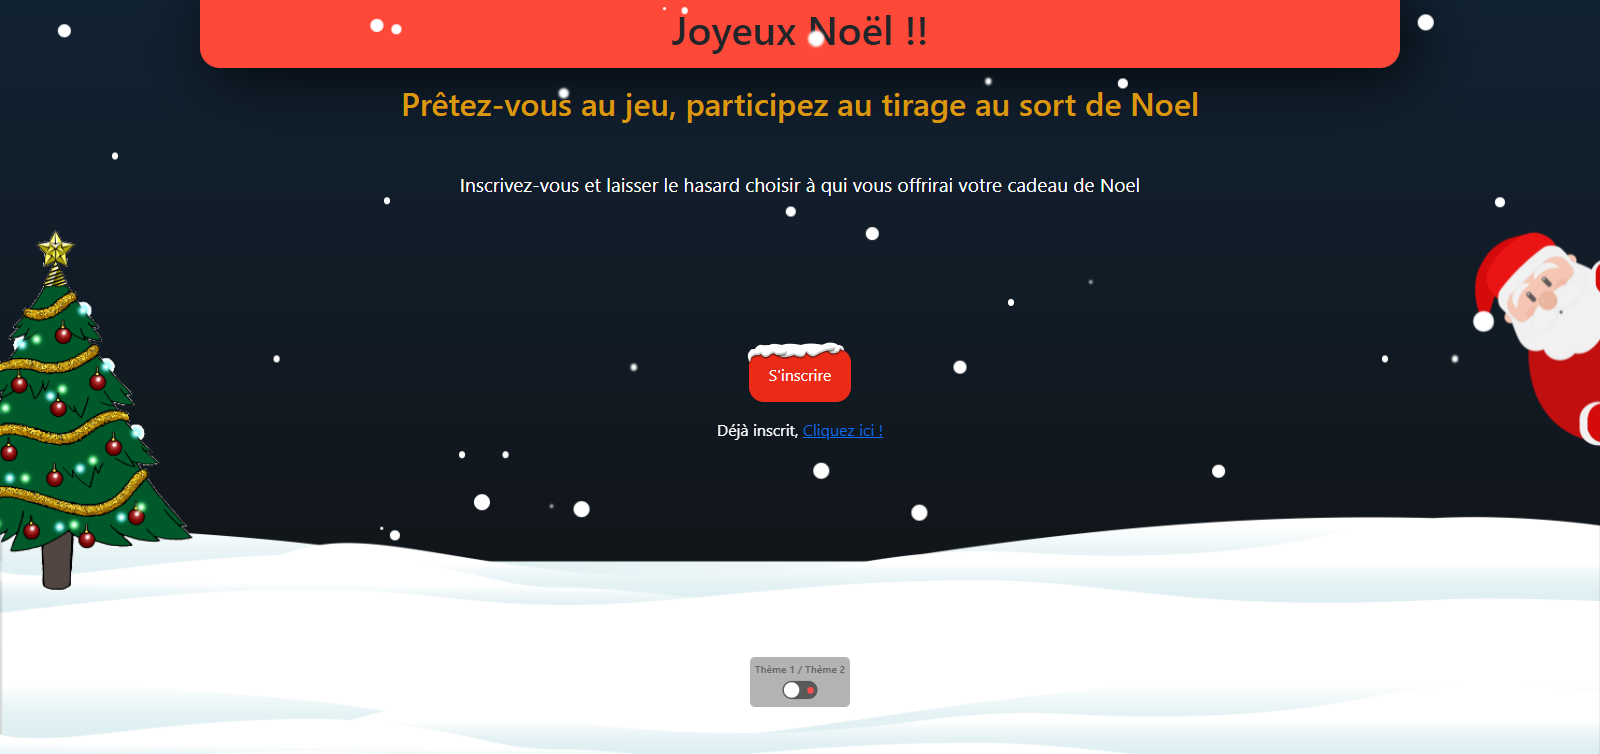 Joyeux Noël !!
Prêtez-vous au jeu, participez au tirage au sort de Noel
Inscrivez-vous et laisser le hasard choisir à qui vous offrirai votre cadeau de Noel
S'inscrire
Déjà inscrit, Cliquez ici !
Thème 1 / Thème 2